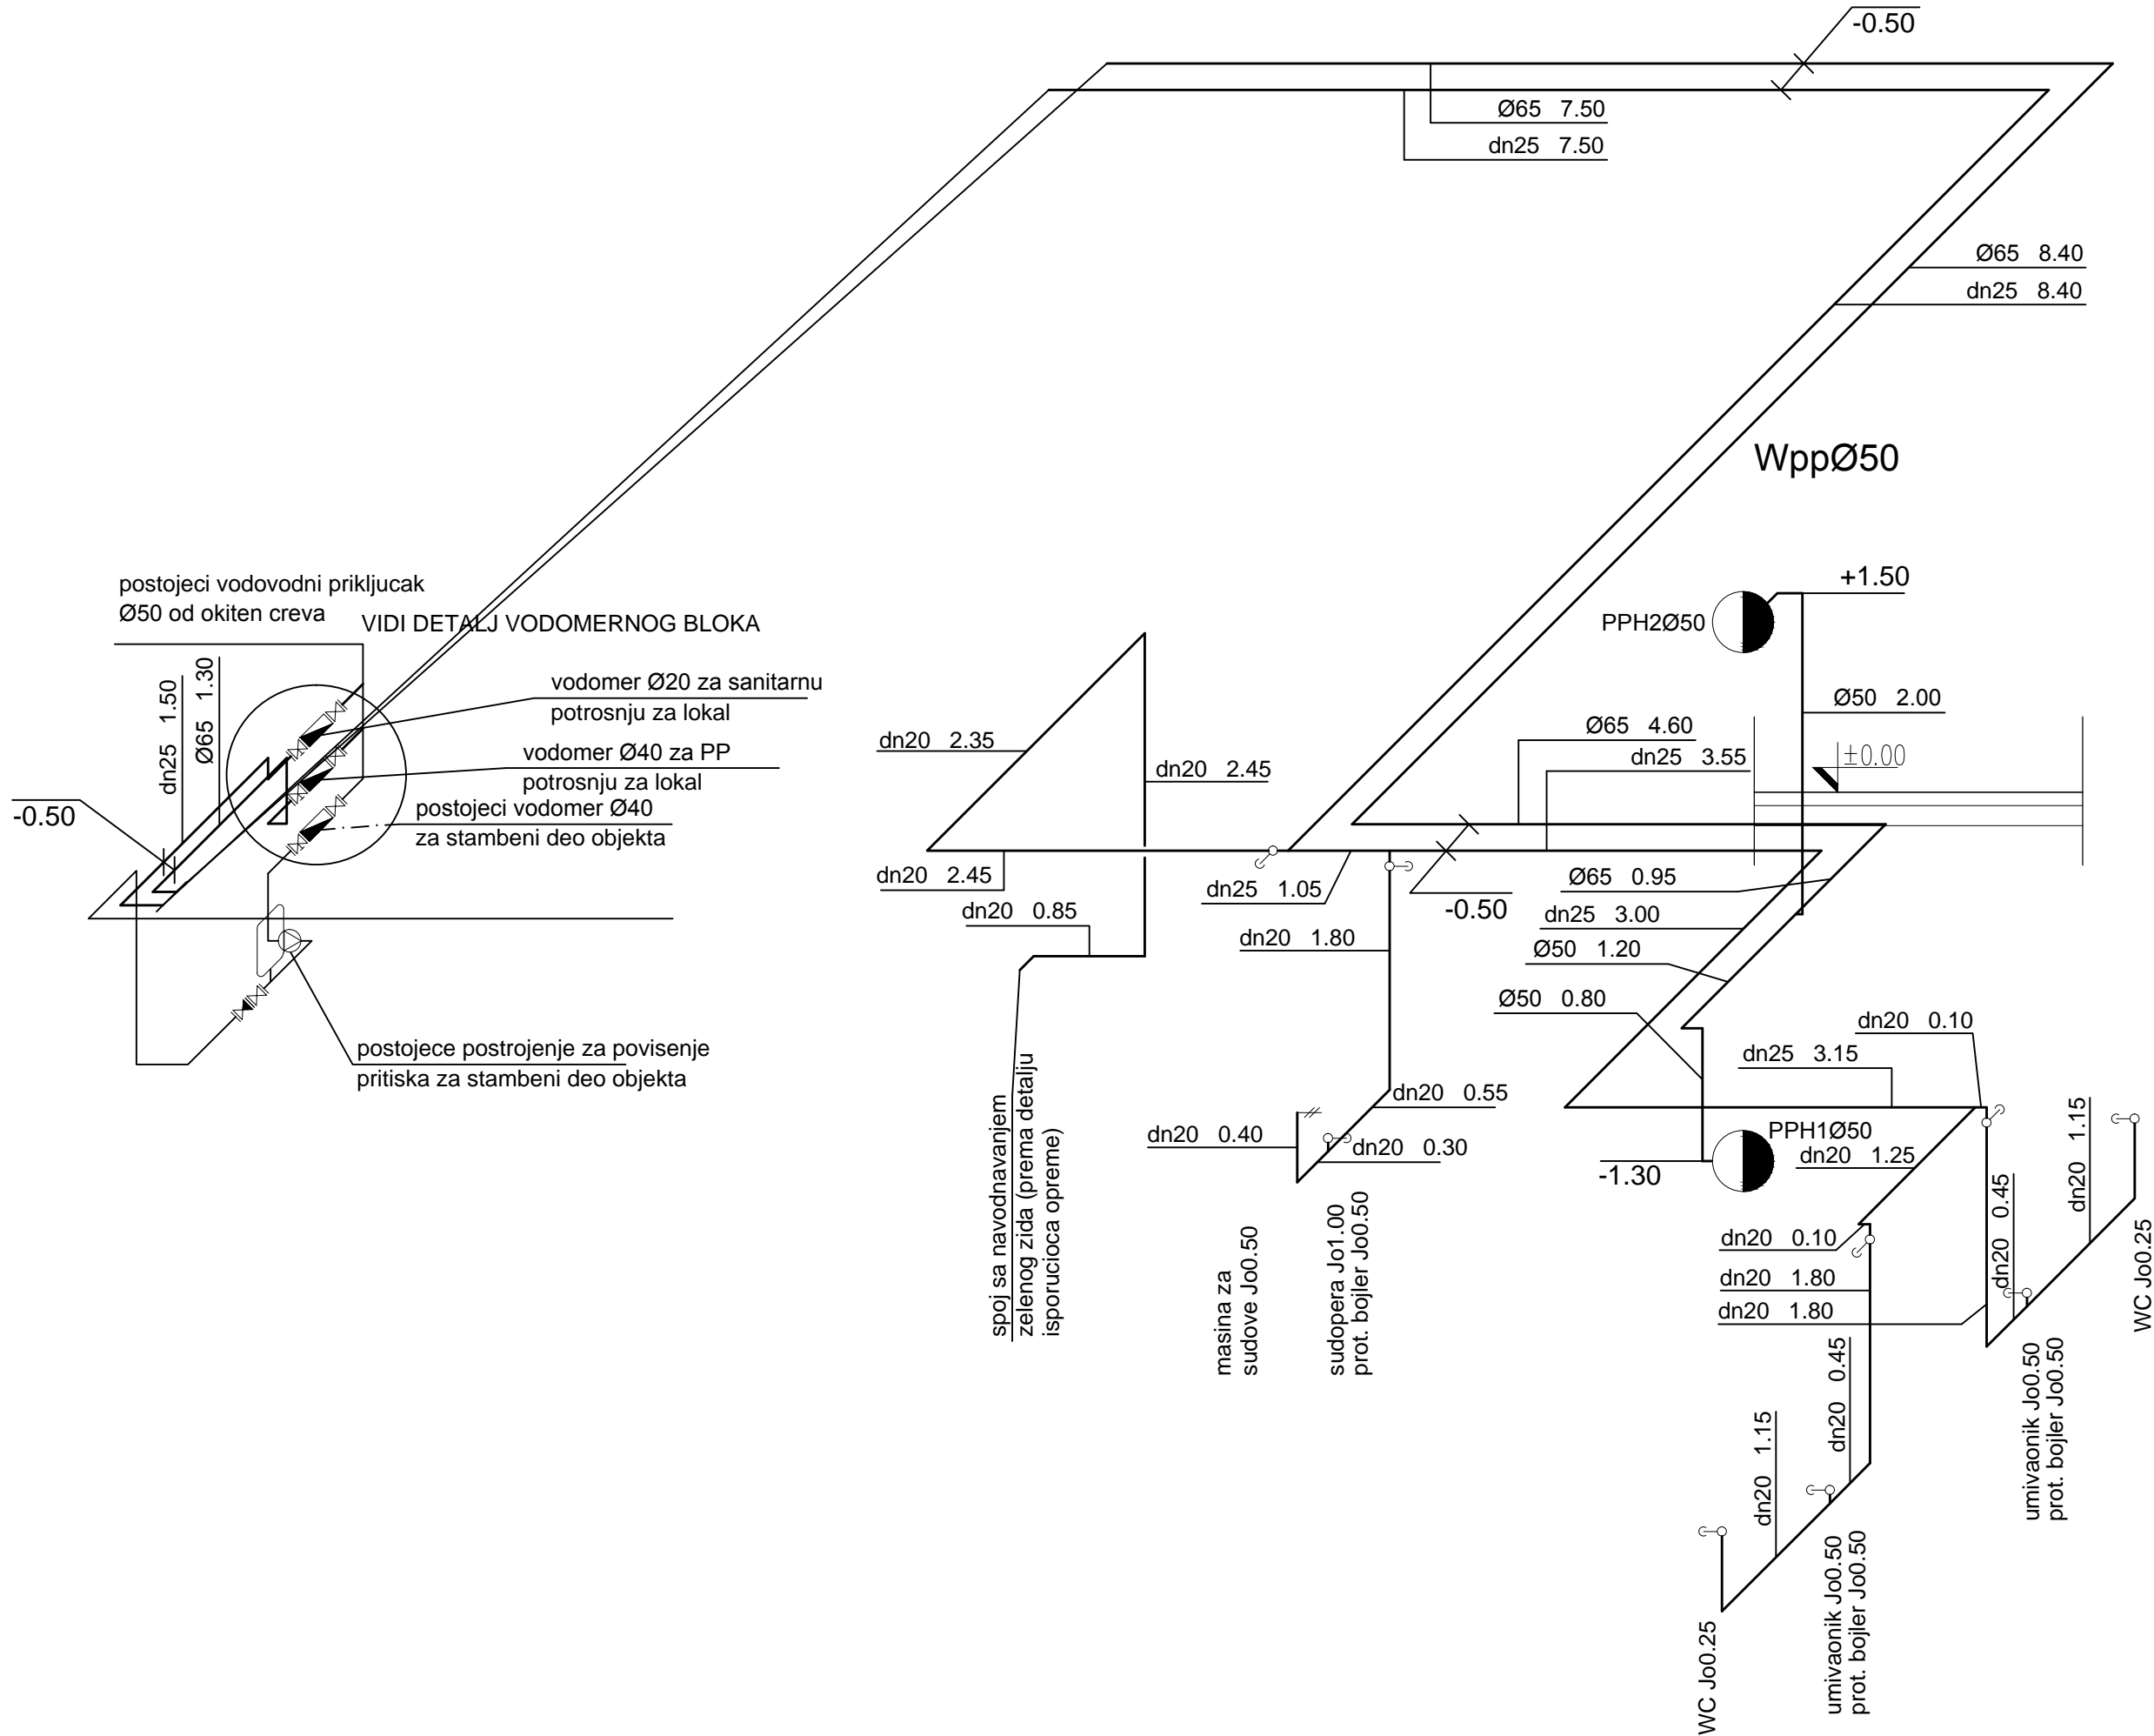 -0.50
Ø65 7.50
dn25 7.50
Ø65 8.40
dn25 8.40
WppØ50
postojeci vodovodni prikljucak
Ø50 od okiten creva
VIDI DETALJ VODOMERNOG BLOKA
+1.50
PPH2Ø50
dn25 1.50
Ø65 1.30
vodomer Ø20 za sanitarnu
potrosnju za lokal
vodomer Ø40 za PP
potrosnju za lokal
postojeci vodomer Ø40
za stambeni deo objekta
-0.50
Ø50 2.00
Ø65 4.60
dn25 3.55
±0.00
dn20 2.35
dn20 2.45
dn20 2.45
dn20 0.85
dn25 1.05
-0.50
Ø65 0.95
dn25 3.00
Ø50 1.20
dn20 1.80
Ø50 0.80
dn20 0.10
dn25 3.15
postojece postrojenje za povisenje
pritiska za stambeni deo objekta
dn20 0.55
dn20 0.40
dn20 0.30
PPH1Ø50
dn20 1.25
-1.30
dn20 1.15
dn20 0.45
spoj sa navodnavanjem
zelenog zida (prema detalju
isporucioca opreme)
masina za
sudove Jo0.50
sudopera Jo1.00
prot. bojler Jo0.50
dn20 0.10
dn20 1.80
dn20 1.80
WC Jo0.25
umivaonik Jo0.50
prot. bojler Jo0.50
dn20 0.45
dn20 1.15
umivaonik Jo0.50
prot. bojler Jo0.50
WC Jo0.25